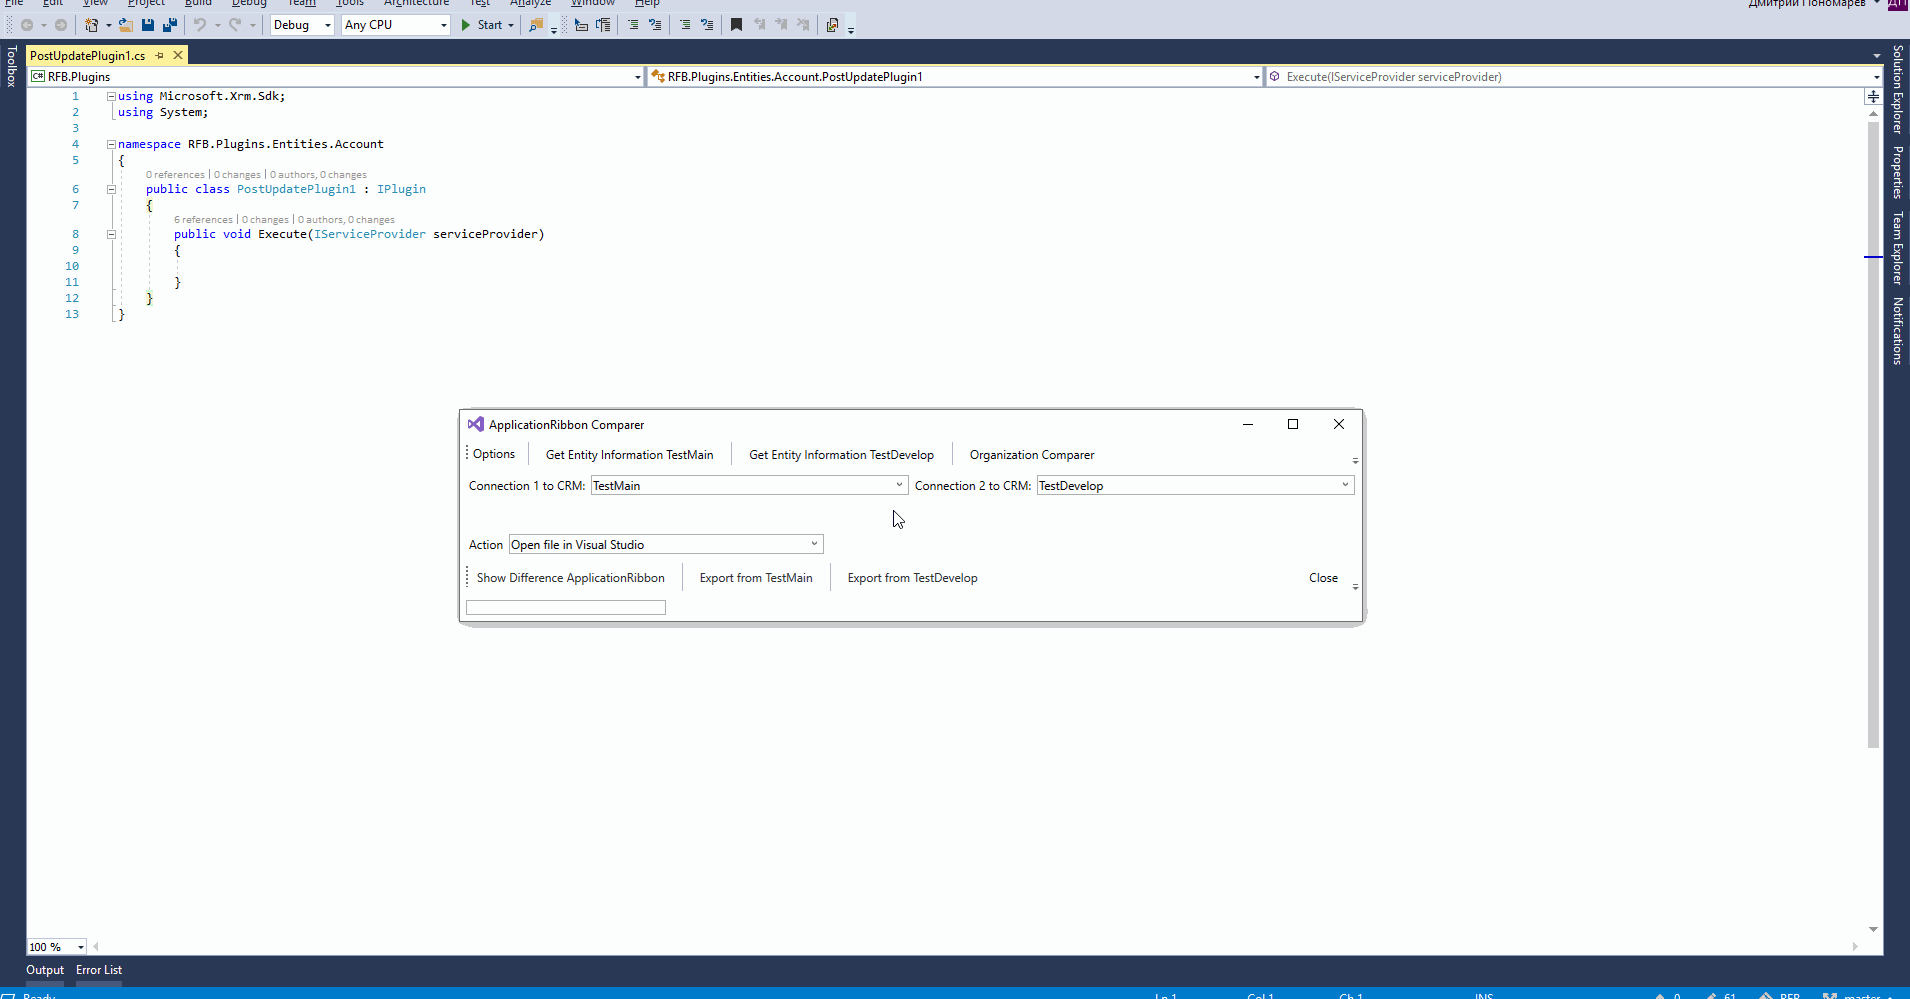 File Edit View Project Build Debug Team Tools Architecture Test Analyze Window Help Дмитрий Пономарев ДП
Debug Any CPU Start
Toolbox
PostUpdatePlugin1.cs
C# RFB.Plugins RFB.Plugins.Entities.Account.PostUpdatePlugin1 Execute(IServiceProvider serviceProvider)
1 using Microsoft.Xrm.Sdk;
2 using System;
3
4 namespace RFB.Plugins.Entities.Account
5 {
0 references | 0 changes | 0 authors, 0 changes
6 public class PostUpdatePlugin1 : IPlugin
7 {
6 references | 0 changes | 0 authors, 0 changes
8 public void Execute(IServiceProvider serviceProvider)
9 {
10
11 }
12 }
13 }
Solution Explorer
Properties
Team Explorer
Notifications
ApplicationRibbon Comparer
Options Get Entity Information TestMain Get Entity Information TestDevelop Organization Comparer
Connection 1 to CRM: TestMain Connection 2 to CRM: TestDevelop
Action Open file in Visual Studio
Show Difference ApplicationRibbon Export from TestMain Export from TestDevelop Close
100 %
Output Error List
Ready Ln 1 Col 1 Ch 1 INS 0 61 RFB master